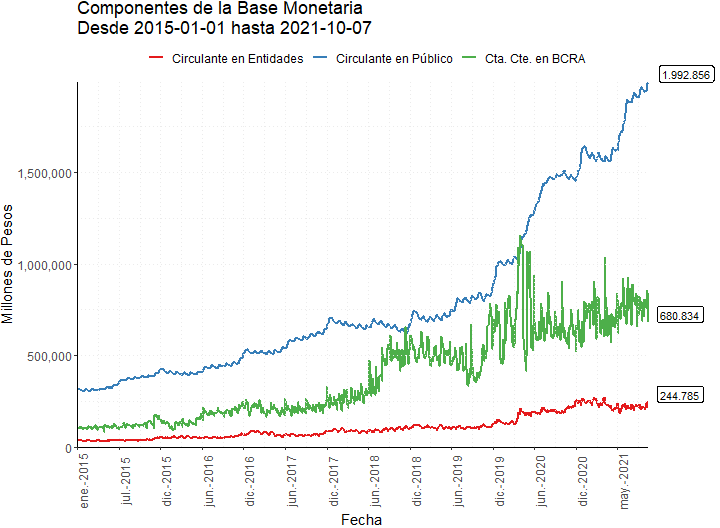 Componentes de la Base Monetaria
Desde 2015-01-01 hasta 2021-10-07
Circulante en Entidades Circulante en Público Cta. Cte. en BCRA
1.992.856
1,500,000
1,000,000
680.834
500,000
244.785
0
Millones de Pesos
ene.-2015 jul.-2015 dic.-2015 jun.-2016 dic.-2016 jun.-2017 dic.-2017 jun.-2018 dic.-2018 jun.-2019 dic.-2019 jun.-2020 dic.-2020 may.-2021
Fecha